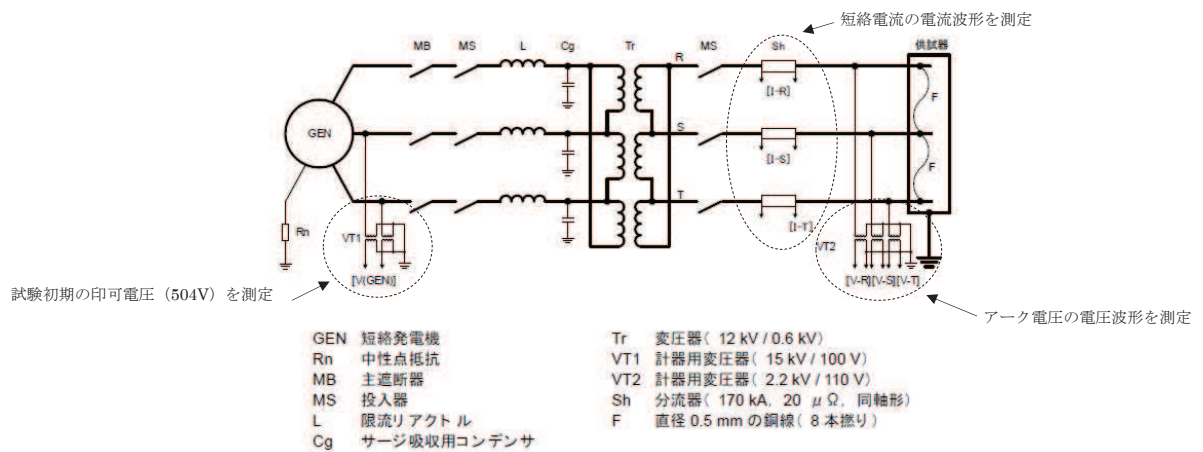 短絡電流の電流波形を測定
MB MS L Cg Tr R MS Sh 供試器
[I-R]
F
GEN S
[I-S]
F
T
Rn VT1 [I-T] VT2
[V(GEN)] [V-R][V-S][V-T]
試験初期の印可電圧（504V）を測定
アーク電圧の電圧波形を測定
GEN 短絡発電機
Rn 中性点抵抗
MB 主遮断器
MS 投入器
L 限流リアクトル
Cg サージ吸収用コンデンサ
Tr 変圧器( 12 kV / 0.6 kV)
VT1 計器用変圧器( 15 kV / 100 V)
VT2 計器用変圧器( 2.2 kV / 110 V)
Sh 分流器( 170 kA, 20 μΩ, 同軸形)
F 直径 0.5 mm の銅線( 8 本撚り)